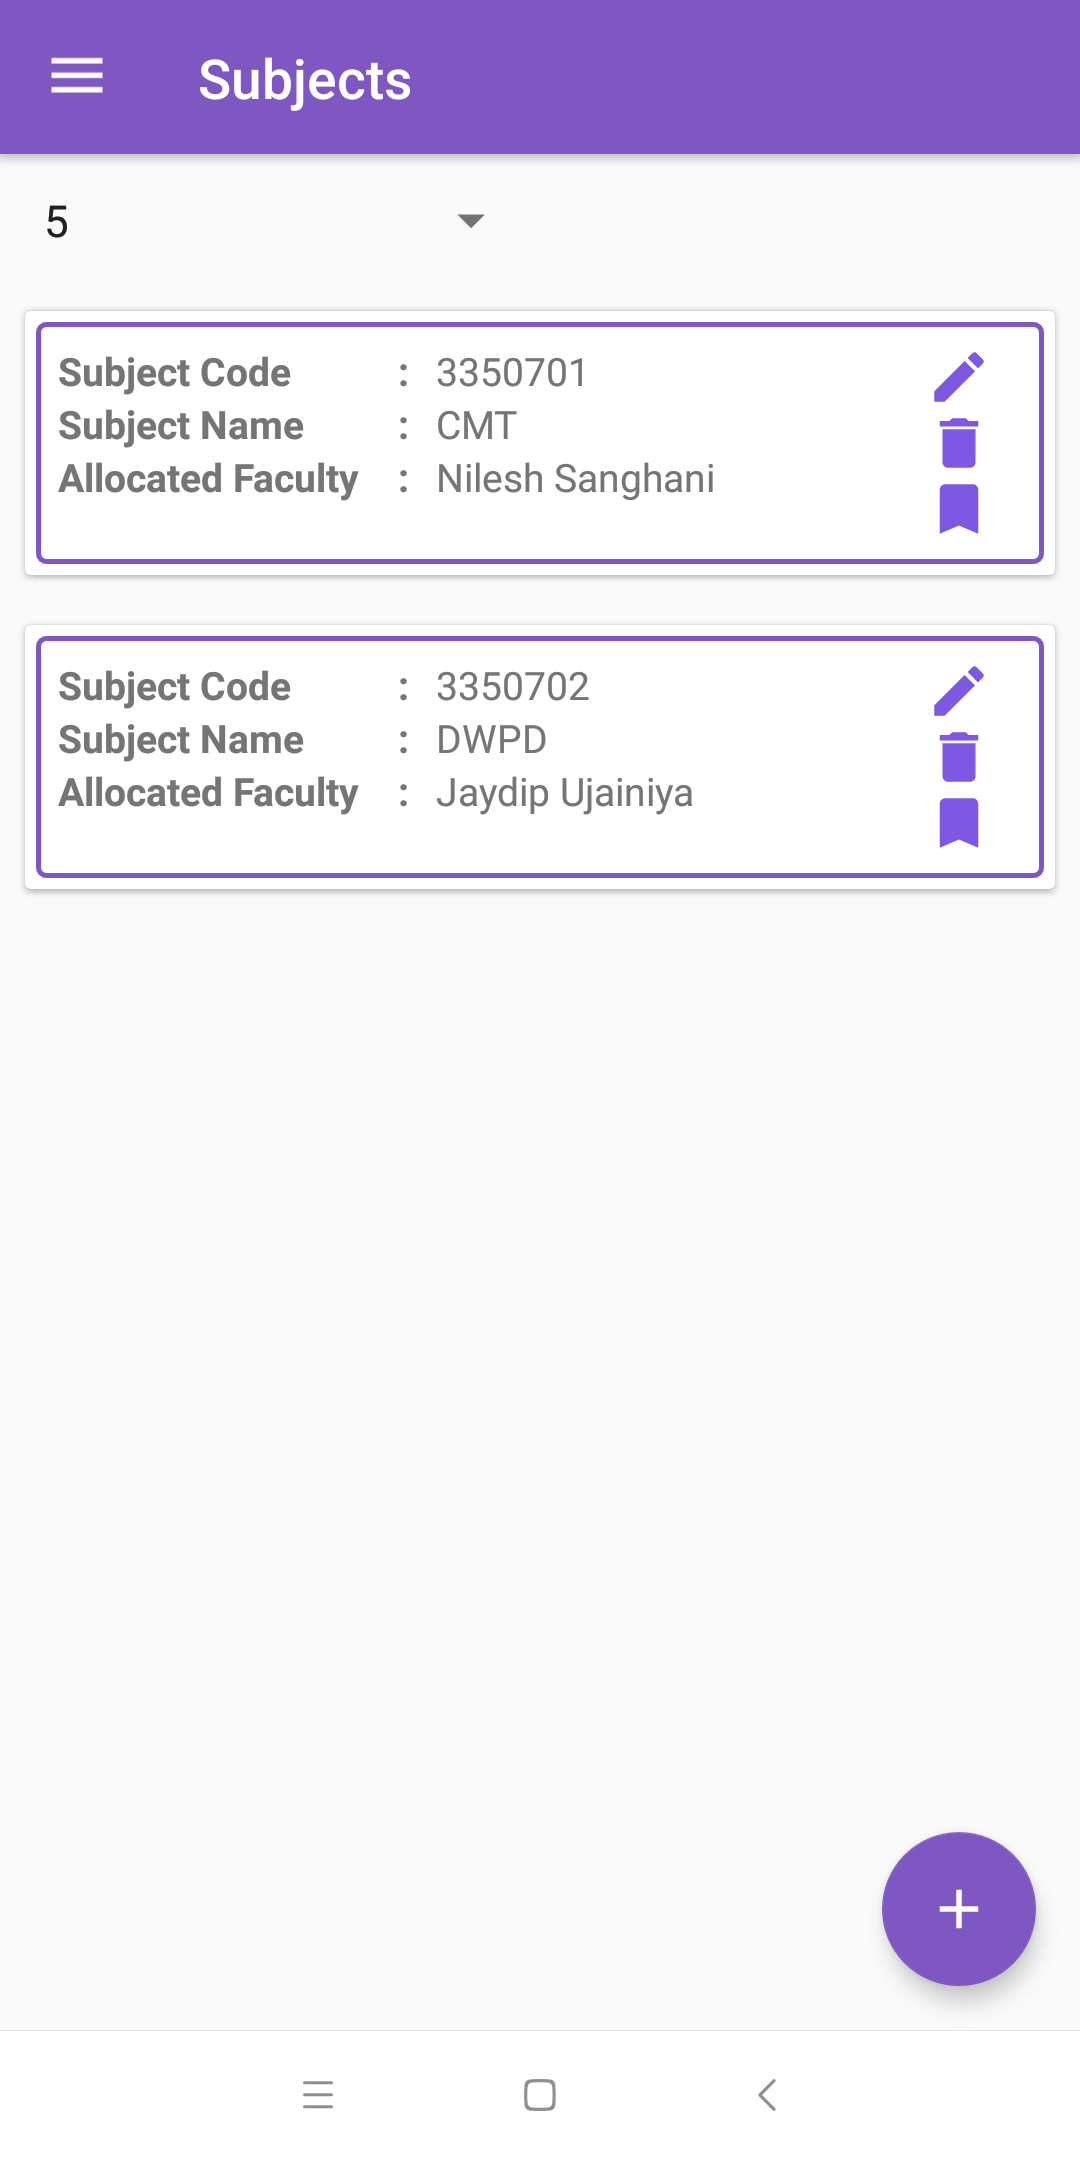 Subjects
5
Subject Code : 3350701
Subject Name : CMT
Allocated Faculty : Nilesh Sanghani
Subject Code : 3350702
Subject Name : DWPD
Allocated Faculty : Jaydip Ujainiya